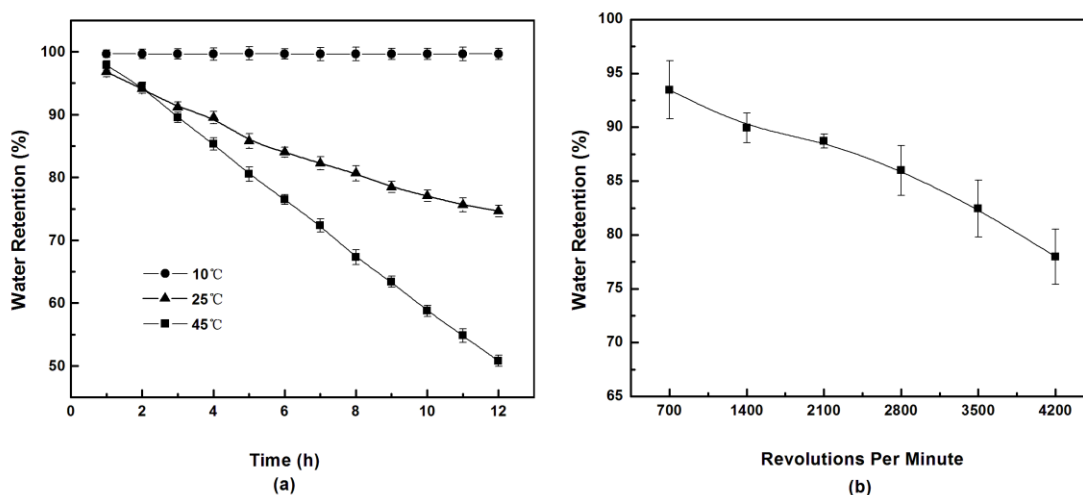 100
90
80
70
60
50
Water Retention (%)
10℃
25℃
45℃
0 2 4 6 8 10 12
Time (h)
(a)
100
95
90
85
80
75
70
65
Water Retention (%)
700 1400 2100 2800 3500 4200
Revolutions Per Minute
(b)